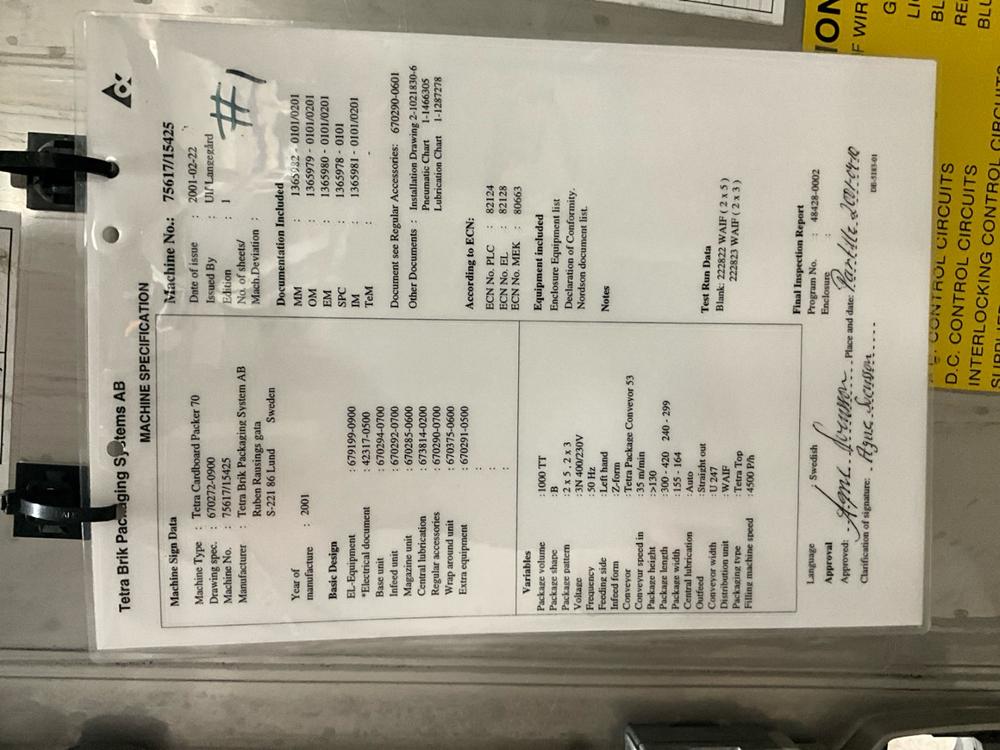 Tetra Brik Packaging Systems AB
MACHINE SPECIFICATION
Machine Sign Data
Machine Type : Tetra Cardboard Packer 70
Drawing spec. : 670272-0900
Machine No. : 75617/15425
Manufacturer : Tetra Brik Packaging System AB
Ruben Rausings gata
S-221 86 Lund Sweden
Year of
manufacture : 2001
Basic Design
EL-Equipment : 679199-0900
*Electrical document : 42317-0500
Base unit : 670294-0700
Infeed unit : 670292-0700
Magazine unit : 670285-0600
Central lubrication : 673814-0200
Regular accessories : 670290-0700
Wrap around unit : 670375-0600
Extra equipment : 670291-0500
:
:
:
Variables
Package volume : 1000 TT
Package shape : B
Package pattern : 2 x 5 , 2 x 3
Voltage : 3N 400/230V
Frequency : 50 Hz
Feeding side : Left hand
Infeed form : Z-form
Conveyor : Tetra Package Conveyor 53
Conveyor speed in : 35 m/min
Package height : >130
Package length : 300 - 420 240 - 299
Package width : 155 - 164
Central lubrication : Auto
Outfeed : Straight out
Conveyor width : U 247
Distribution unit : WAIF
Packaging type : Tetra Top
Filling machine speed : 4500 P/h
Machine No.: 75617/15425
Date of issue : 2001-02-22
Issued By : Ulf Langegård
Edition : 1
No. of sheets/ :
Mach.Deviation :
#1
Documentation Included
MM : 1365982 - 0101/0201
OM : 1365979 - 0101/0201
EM : 1365980 - 0101/0201
SPC : 1365978 - 0101
IM : 1365981 - 0101/0201
TeM : -
Document see Regular Accessories: 670290-0601
Other Documents : Installation Drawing 2-1021830-6
Pneumatic Chart 1-1466305
Lubrication Chart 1-1287278
According to ECN:
ECN No. PLC : 82124
ECN No. EL : 82128
ECN No. MEK : 80663
Equipment included
Enclosure Equipment list
Declaration of Conformity.
Nordson document list.
Notes
Test Run Data
Blank: 222822 WAIF ( 2 x 5 )
222823 WAIF ( 2 x 3 )
Final Inspection Report
Program No. : 48428-0002
Enclosure :
Language : Swedish
Approval
Approved: Place and date:
Clarification of signature:
DE-5183-01
D.C. CONTROL CIRCUITS
INTERLOCKING CIRCUITS